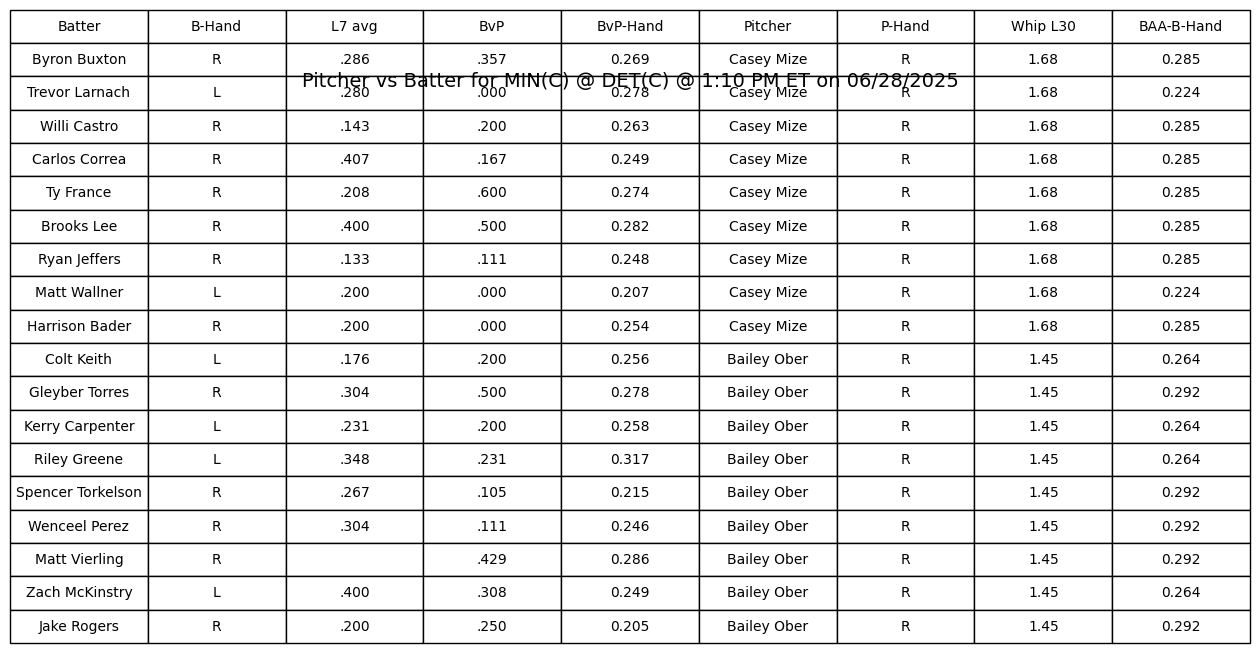 Batter B-Hand L7 avg BvP BvP-Hand Pitcher P-Hand Whip L30 BAA-B-Hand
Byron Buxton R .286 .357 0.269 Casey Mize R 1.68 0.285
Pitcher vs Batter for MIN(C) @ DET(C) @ 1:10 PM ET on 06/28/2025
Trevor Larnach L .280 .000 0.278 Casey Mize R 1.68 0.224
Willi Castro R .143 .200 0.263 Casey Mize R 1.68 0.285
Carlos Correa R .407 .167 0.249 Casey Mize R 1.68 0.285
Ty France R .208 .600 0.274 Casey Mize R 1.68 0.285
Brooks Lee R .400 .500 0.282 Casey Mize R 1.68 0.285
Ryan Jeffers R .133 .111 0.248 Casey Mize R 1.68 0.285
Matt Wallner L .200 .000 0.207 Casey Mize R 1.68 0.224
Harrison Bader R .200 .000 0.254 Casey Mize R 1.68 0.285
Colt Keith L .176 .200 0.256 Bailey Ober R 1.45 0.264
Gleyber Torres R .304 .500 0.278 Bailey Ober R 1.45 0.292
Kerry Carpenter L .231 .200 0.258 Bailey Ober R 1.45 0.264
Riley Greene L .348 .231 0.317 Bailey Ober R 1.45 0.264
Spencer Torkelson R .267 .105 0.215 Bailey Ober R 1.45 0.292
Wenceel Perez R .304 .111 0.246 Bailey Ober R 1.45 0.292
Matt Vierling R .429 0.286 Bailey Ober R 1.45 0.292
Zach McKinstry L .400 .308 0.249 Bailey Ober R 1.45 0.264
Jake Rogers R .200 .250 0.205 Bailey Ober R 1.45 0.292